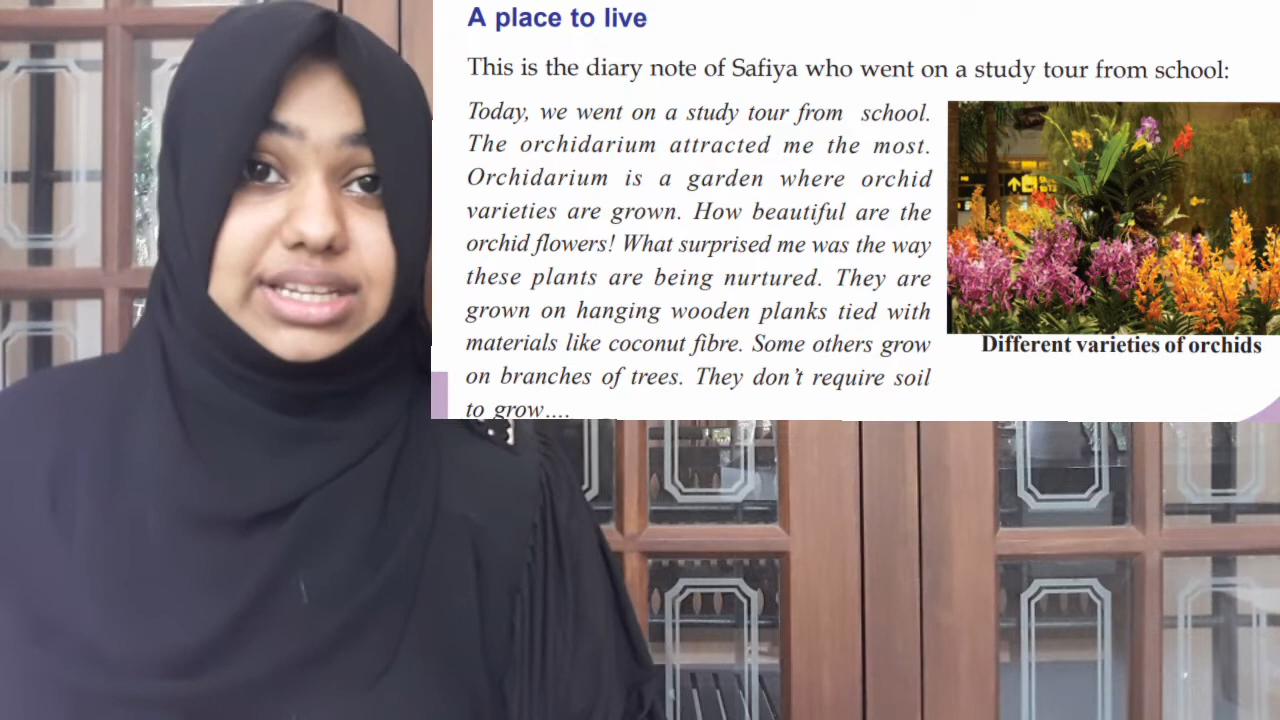 A place to live
This is the diary note of Safiya who went on a study tour from school:
Today, we went on a study tour from school.
The orchidarium attracted me the most.
Orchidarium is a garden where orchid
varieties are grown. How beautiful are the
orchid flowers! What surprised me was the way
these plants are being nurtured. They are
grown on hanging wooden planks tied with
materials like coconut fibre. Some others grow
on branches of trees. They don't require soil
to grow....
Different varieties of orchids